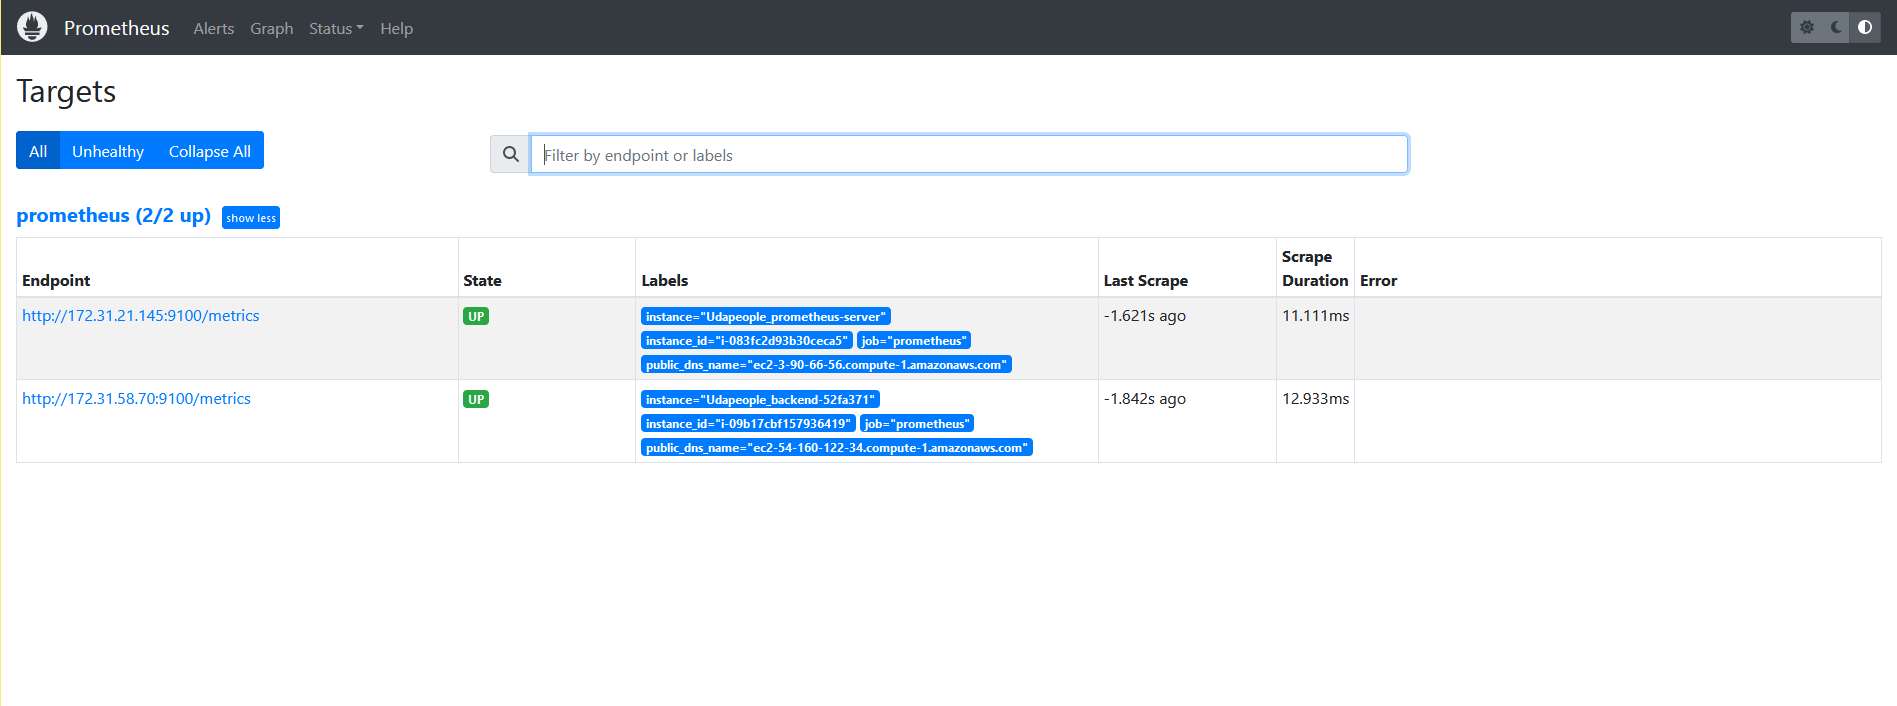 Prometheus Alerts Graph Status Help
Targets
All Unhealthy Collapse All
Filter by endpoint or labels
prometheus (2/2 up) show less
Endpoint State Labels Last Scrape Scrape Duration Error
http://172.31.21.145:9100/metrics UP instance="Udapeople_prometheus-server" -1.621s ago 11.111ms
instance_id="i-083fc2d93b30ceca5" job="prometheus"
public_dns_name="ec2-3-90-66-56.compute-1.amazonaws.com"
http://172.31.58.70:9100/metrics UP instance="Udapeople_backend-52fa371" -1.842s ago 12.933ms
instance_id="i-09b17cbf157936419" job="prometheus"
public_dns_name="ec2-54-160-122-34.compute-1.amazonaws.com"